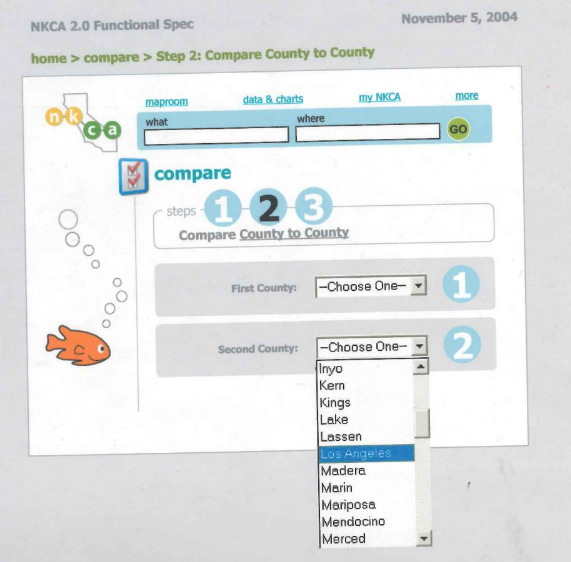 NKCA 2.0 Functional Spec
November 5, 2004
home > compare > Step 2: Compare County to County
nkca
maproom
data & charts
my NKCA
more
what
where
GO
compare
steps 1 2 3
Compare County to County
First County: —Choose One— 1
Second County: —Choose One— 2
Inyo
Kern
Kings
Lake
Lassen
Los Angeles
Madera
Marin
Mariposa
Mendocino
Merced